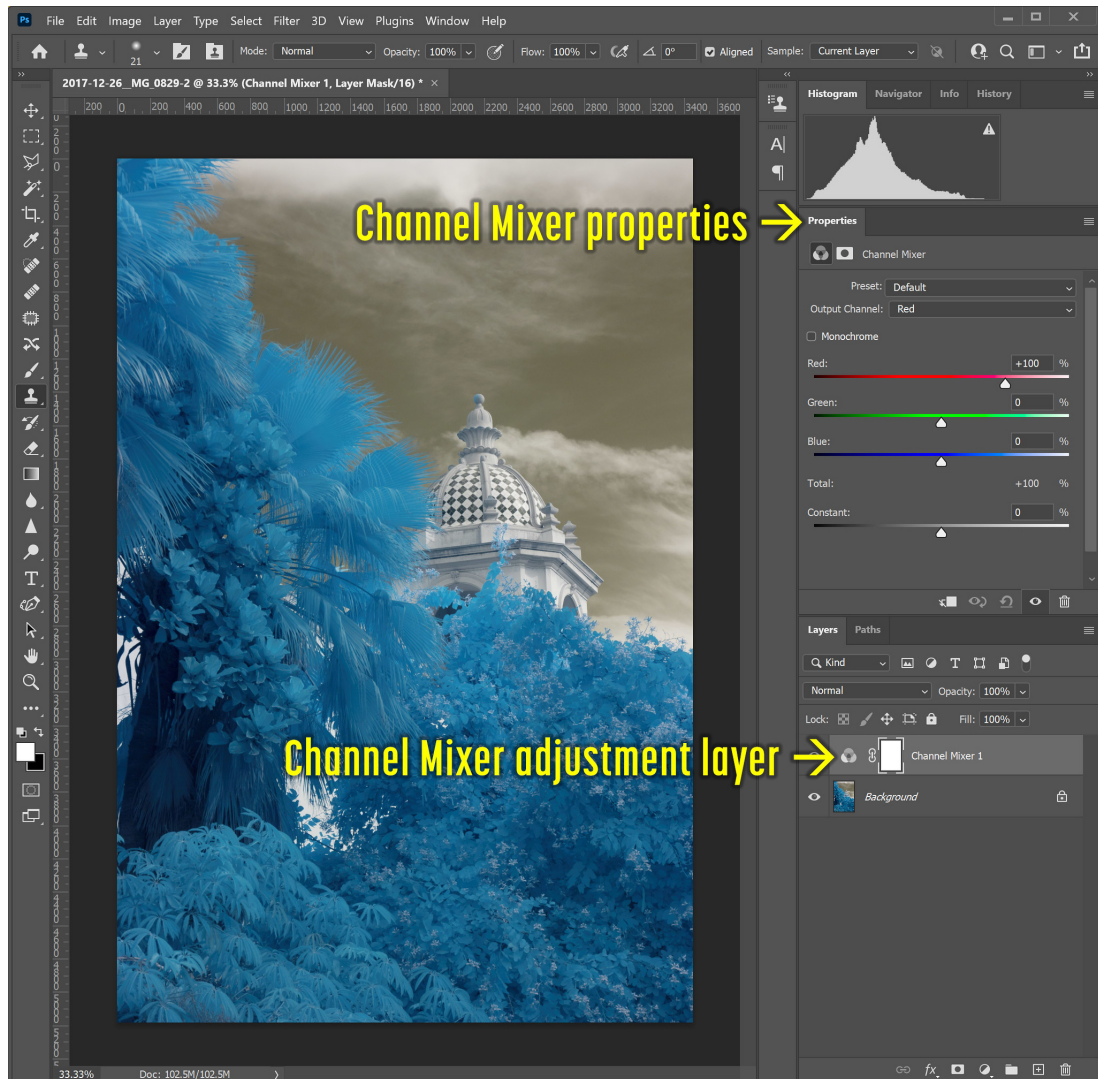 Ps File Edit Image Layer Type Select Filter 3D View Plugins Window Help
21 Mode: Normal Opacity: 100% Flow: 100% 0° Aligned Sample: Current Layer
2017-12-26__MG_0829-2 @ 33.3% (Channel Mixer 1, Layer Mask/16) * ×
200 0 200 400 600 800 1000 1200 1400 1600 1800 2000 2200 2400 2600 2800 3000 3200 3400 3600
Histogram Navigator Info History
Channel Mixer properties →
Properties
Channel Mixer
Preset: Default
Output Channel: Red
Monochrome
Red: +100 %
Green: 0 %
Blue: 0 %
Total: +100 %
Constant: 0 %
Layers Paths
Kind
Normal Opacity: 100%
Lock: Fill: 100%
Channel Mixer adjustment layer →
Channel Mixer 1
Background
33.33% Doc: 102.5M/102.5M